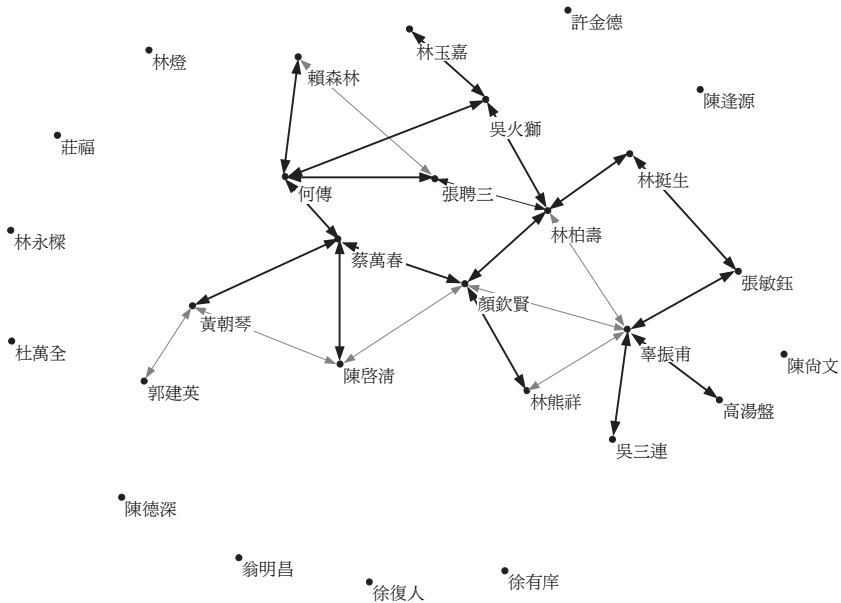 許金德
林玉嘉
林燈
賴森林
陳逢源
吳火獅
莊福
林挺生
張聘三
何傳
林柏壽
林永樑
蔡萬春
張敏鈺
顏欽賢
黃朝琴
杜萬全
辜振甫
陳尙文
陳啓清
郭建英
林熊祥
高湯盤
吳三連
陳德深
翁明昌
徐有庠
徐復人